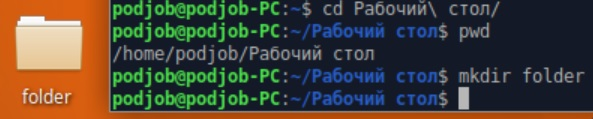 podjob@podjob-PC:~$ cd Рабочий\ стол/
podjob@podjob-PC:~/Рабочий стол$ pwd
/home/podjob/Рабочий стол
podjob@podjob-PC:~/Рабочий стол$ mkdir folder
podjob@podjob-PC:~/Рабочий стол$
folder